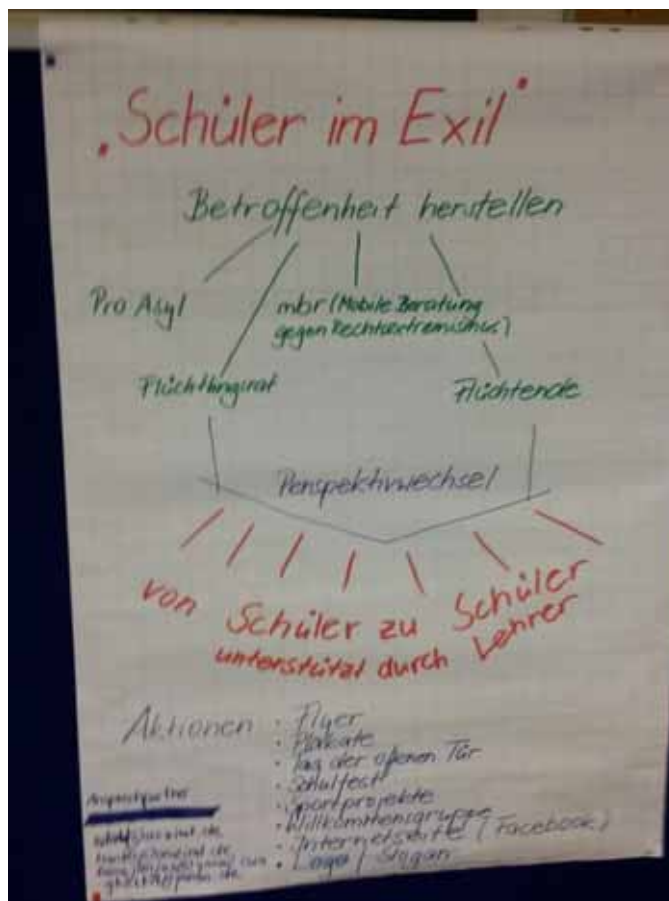 "Schüler im Exil"
Betroffenheit herstellen
Pro Asyl
mbr (Mobile Beratung
gegen Rechtsextremismus)
Flüchtlingsrat
Flüchtende
Perspektivwechsel
von Schüler zu Schüler
unterstützt durch Lehrer
Aktionen
• Flyer
• Plakate
• Tag der offenen Tür
• Schulfest
• Sportprojekte
• Willkommensgruppe
• Internetseite (Facebook)
• Logo / Slogan
Ansprechpartner